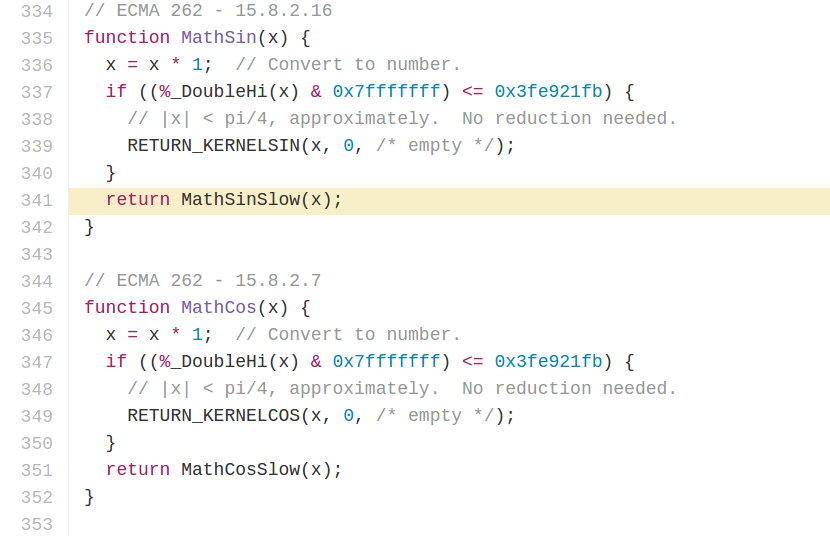 334 // ECMA 262 - 15.8.2.16
335 function MathSin(x) {
336   x = x * 1;  // Convert to number.
337   if ((%_DoubleHi(x) & 0x7fffffff) <= 0x3fe921fb) {
338     // |x| < pi/4, approximately.  No reduction needed.
339     RETURN_KERNELSIN(x, 0, /* empty */);
340   }
341   return MathSinSlow(x);
342 }
343
344 // ECMA 262 - 15.8.2.7
345 function MathCos(x) {
346   x = x * 1;  // Convert to number.
347   if ((%_DoubleHi(x) & 0x7fffffff) <= 0x3fe921fb) {
348     // |x| < pi/4, approximately.  No reduction needed.
349     RETURN_KERNELCOS(x, 0, /* empty */);
350   }
351   return MathCosSlow(x);
352 }
353